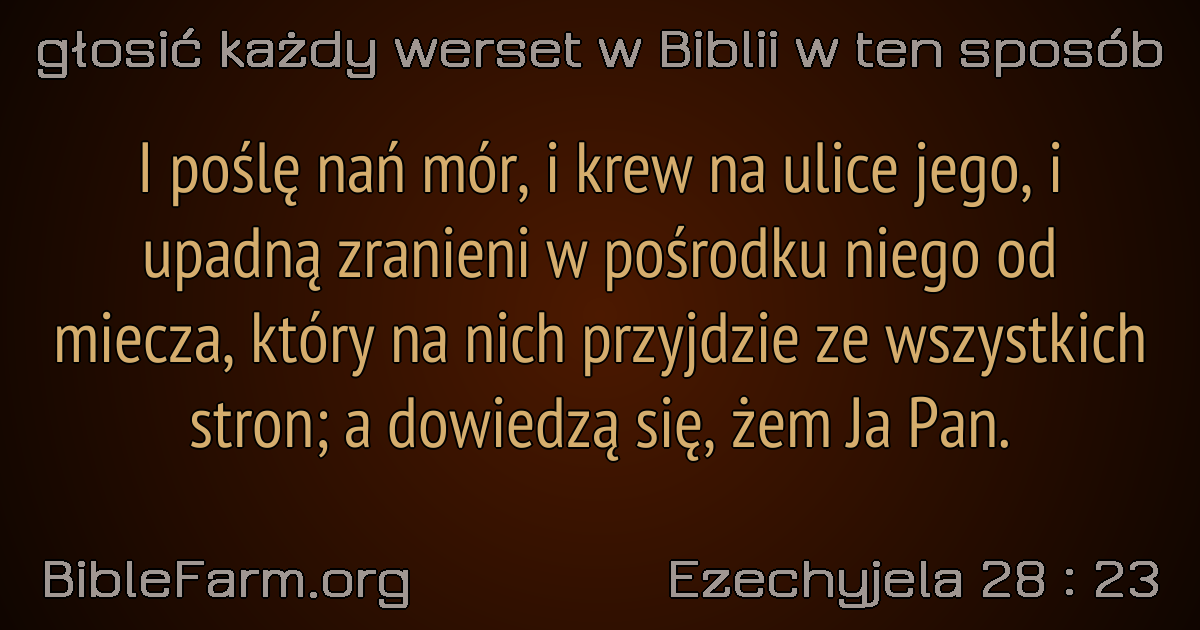 głosić każdy werset w Biblii w ten sposób
I poślę nań mór, i krew na ulice jego, i
upadną zranieni w pośrodku niego od
miecza, który na nich przyjdzie ze wszystkich
stron; a dowiedzą się, żem Ja Pan.
BibleFarm.org
Ezechyjela 28 : 23